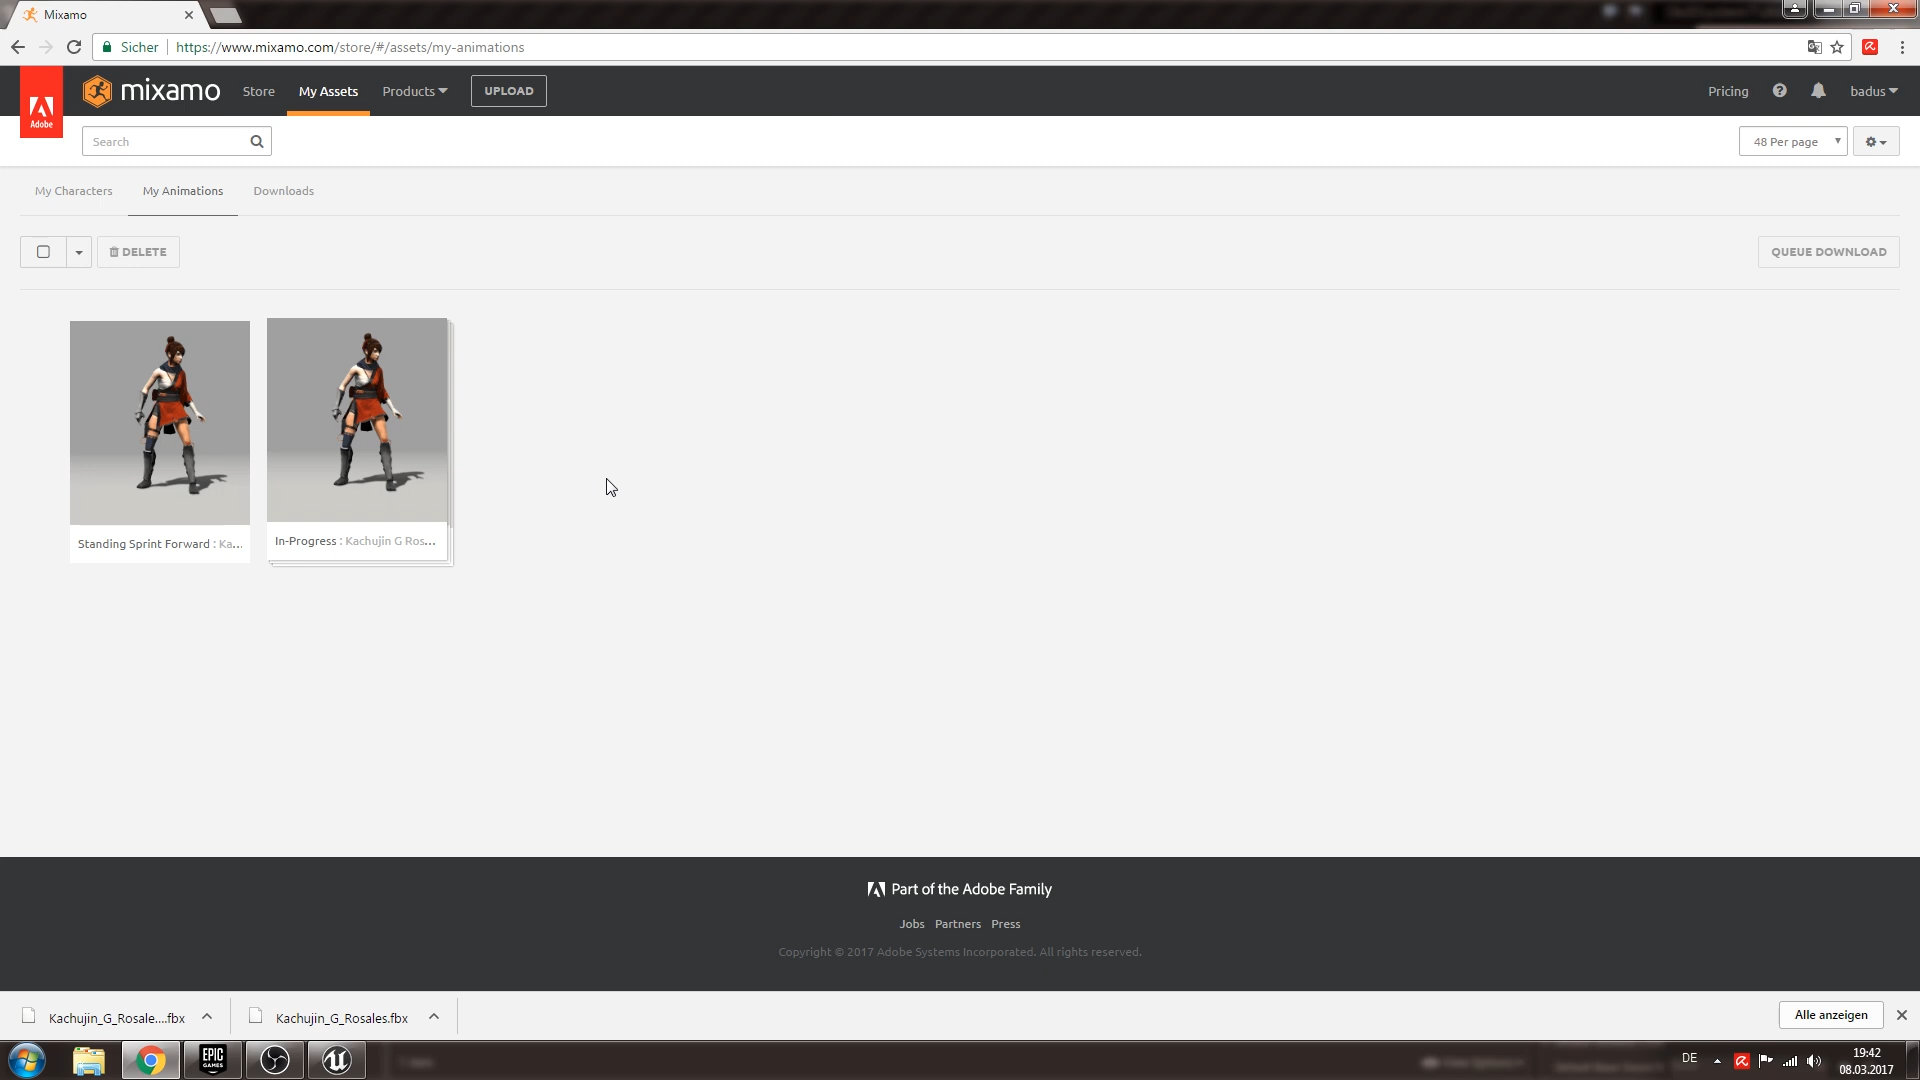 Mixamo
Sicher https://www.mixamo.com/store/#/assets/my-animations
Adobe
mixamo Store My Assets Products UPLOAD Pricing badus
Search 48 Per page
My Characters My Animations Downloads
DELETE QUEUE DOWNLOAD
Standing Sprint Forward : Ka...
In-Progress : Kachujin G Ros...
Part of the Adobe Family
Jobs Partners Press
Copyright © 2017 Adobe Systems Incorporated. All rights reserved.
Kachujin_G_Rosale....fbx Kachujin_G_Rosales.fbx Alle anzeigen
EPIC GAMES
DE 19:42
08.03.2017